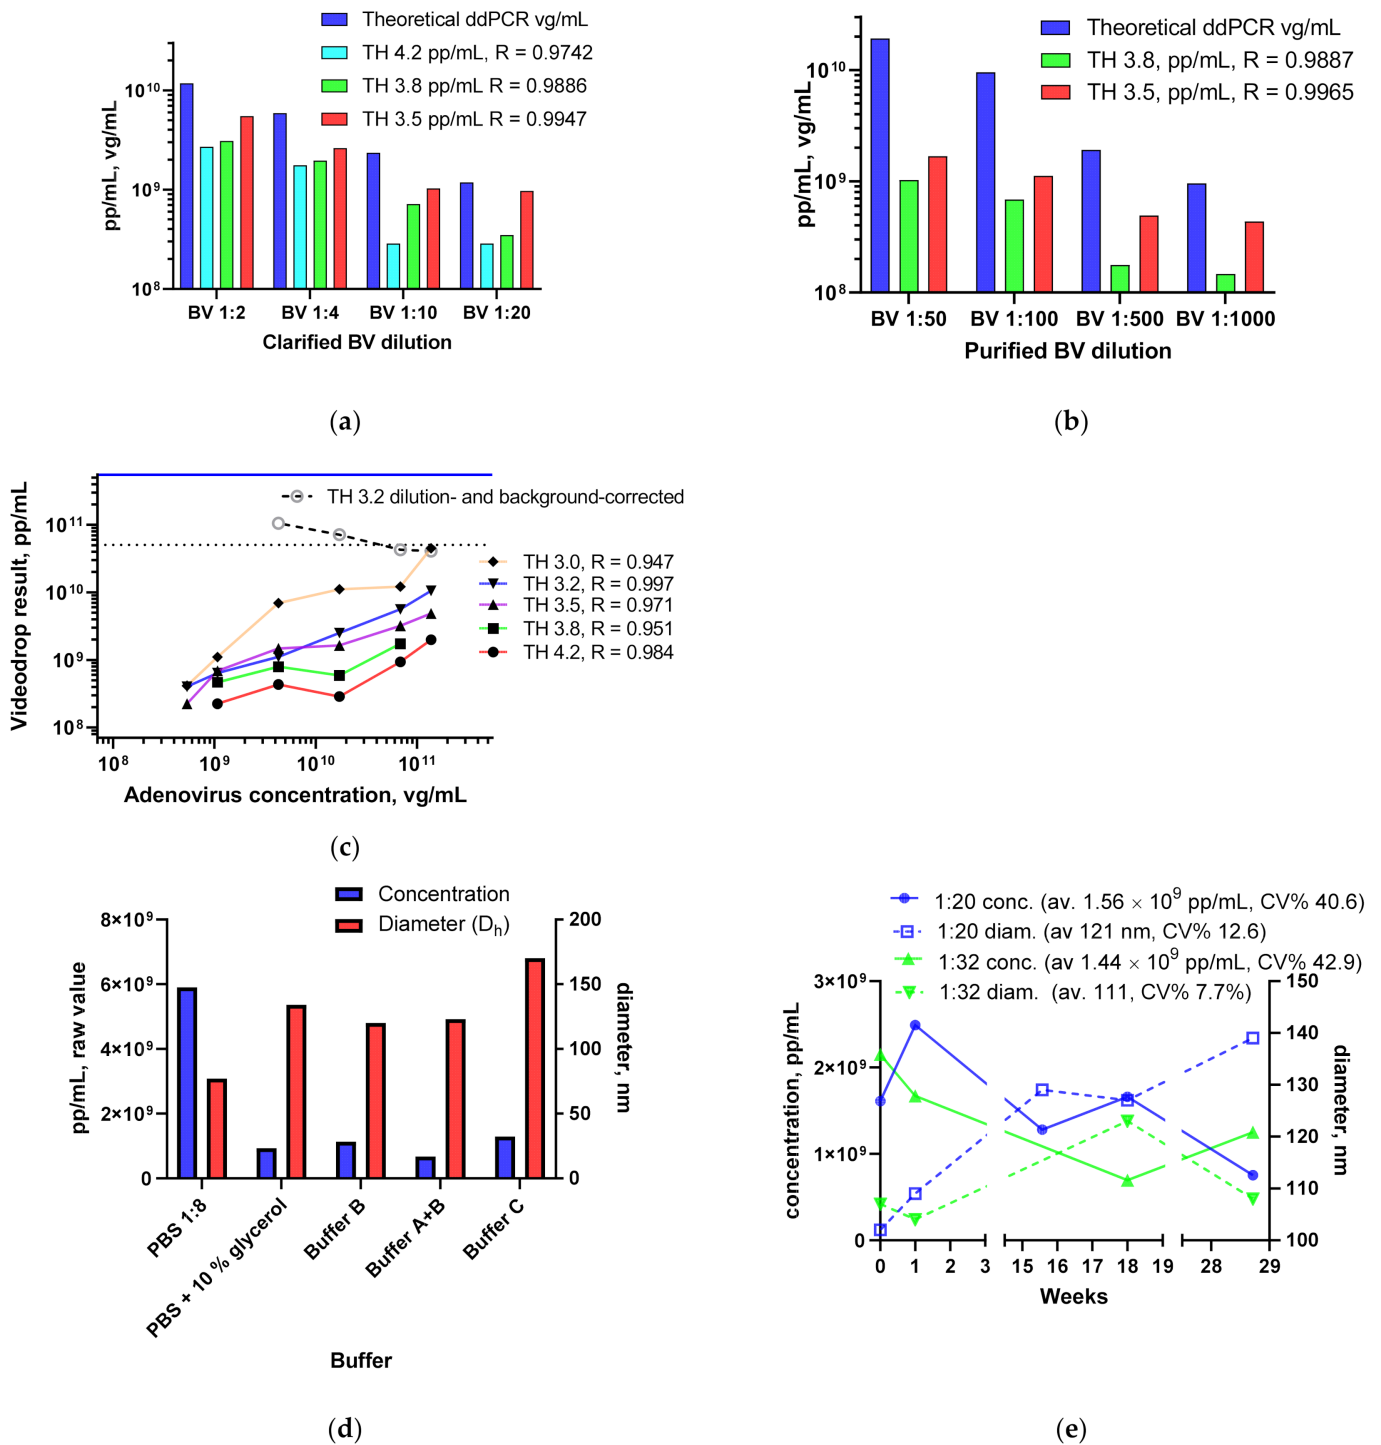 Theoretical ddPCR vg/mL
TH 4.2 pp/mL, R = 0.9742
TH 3.8 pp/mL R = 0.9886
TH 3.5 pp/mL R = 0.9947
pp/mL, vg/mL
10¹⁰
10⁹
10⁸
BV 1:2 BV 1:4 BV 1:10 BV 1:20
Clarified BV dilution
(a)
Theoretical ddPCR vg/mL
TH 3.8, pp/mL, R = 0.9887
TH 3.5, pp/mL, R = 0.9965
pp/mL, vg/mL
10¹⁰
10⁹
10⁸
BV 1:50 BV 1:100 BV 1:500 BV 1:1000
Purified BV dilution
(b)
TH 3.2 dilution- and background-corrected
TH 3.0, R = 0.947
TH 3.2, R = 0.997
TH 3.5, R = 0.971
TH 3.8, R = 0.951
TH 4.2, R = 0.984
Videodrop result, pp/mL
10¹¹
10¹⁰
10⁹
10⁸
10⁸ 10⁹ 10¹⁰ 10¹¹
Adenovirus concentration, vg/mL
(c)
Concentration
Diameter (Dₕ)
pp/mL, raw value
8×10⁹
6×10⁹
4×10⁹
2×10⁹
0
200
150
100
50
0
diameter, nm
PBS 1:8
PBS + 10 % glycerol
Buffer B
Buffer A+B
Buffer C
Buffer
(d)
1:20 conc. (av. 1.56 × 10⁹ pp/mL, CV% 40.6)
1:20 diam. (av 121 nm, CV% 12.6)
1:32 conc. (av 1.44 × 10⁹ pp/mL, CV% 42.9)
1:32 diam. (av. 111, CV% 7.7%)
concentration, pp/mL
3×10⁹
2×10⁹
1×10⁹
0
150
140
130
120
110
100
diameter, nm
0 1 2 3 15 16 17 18 19 28 29
Weeks
(e)